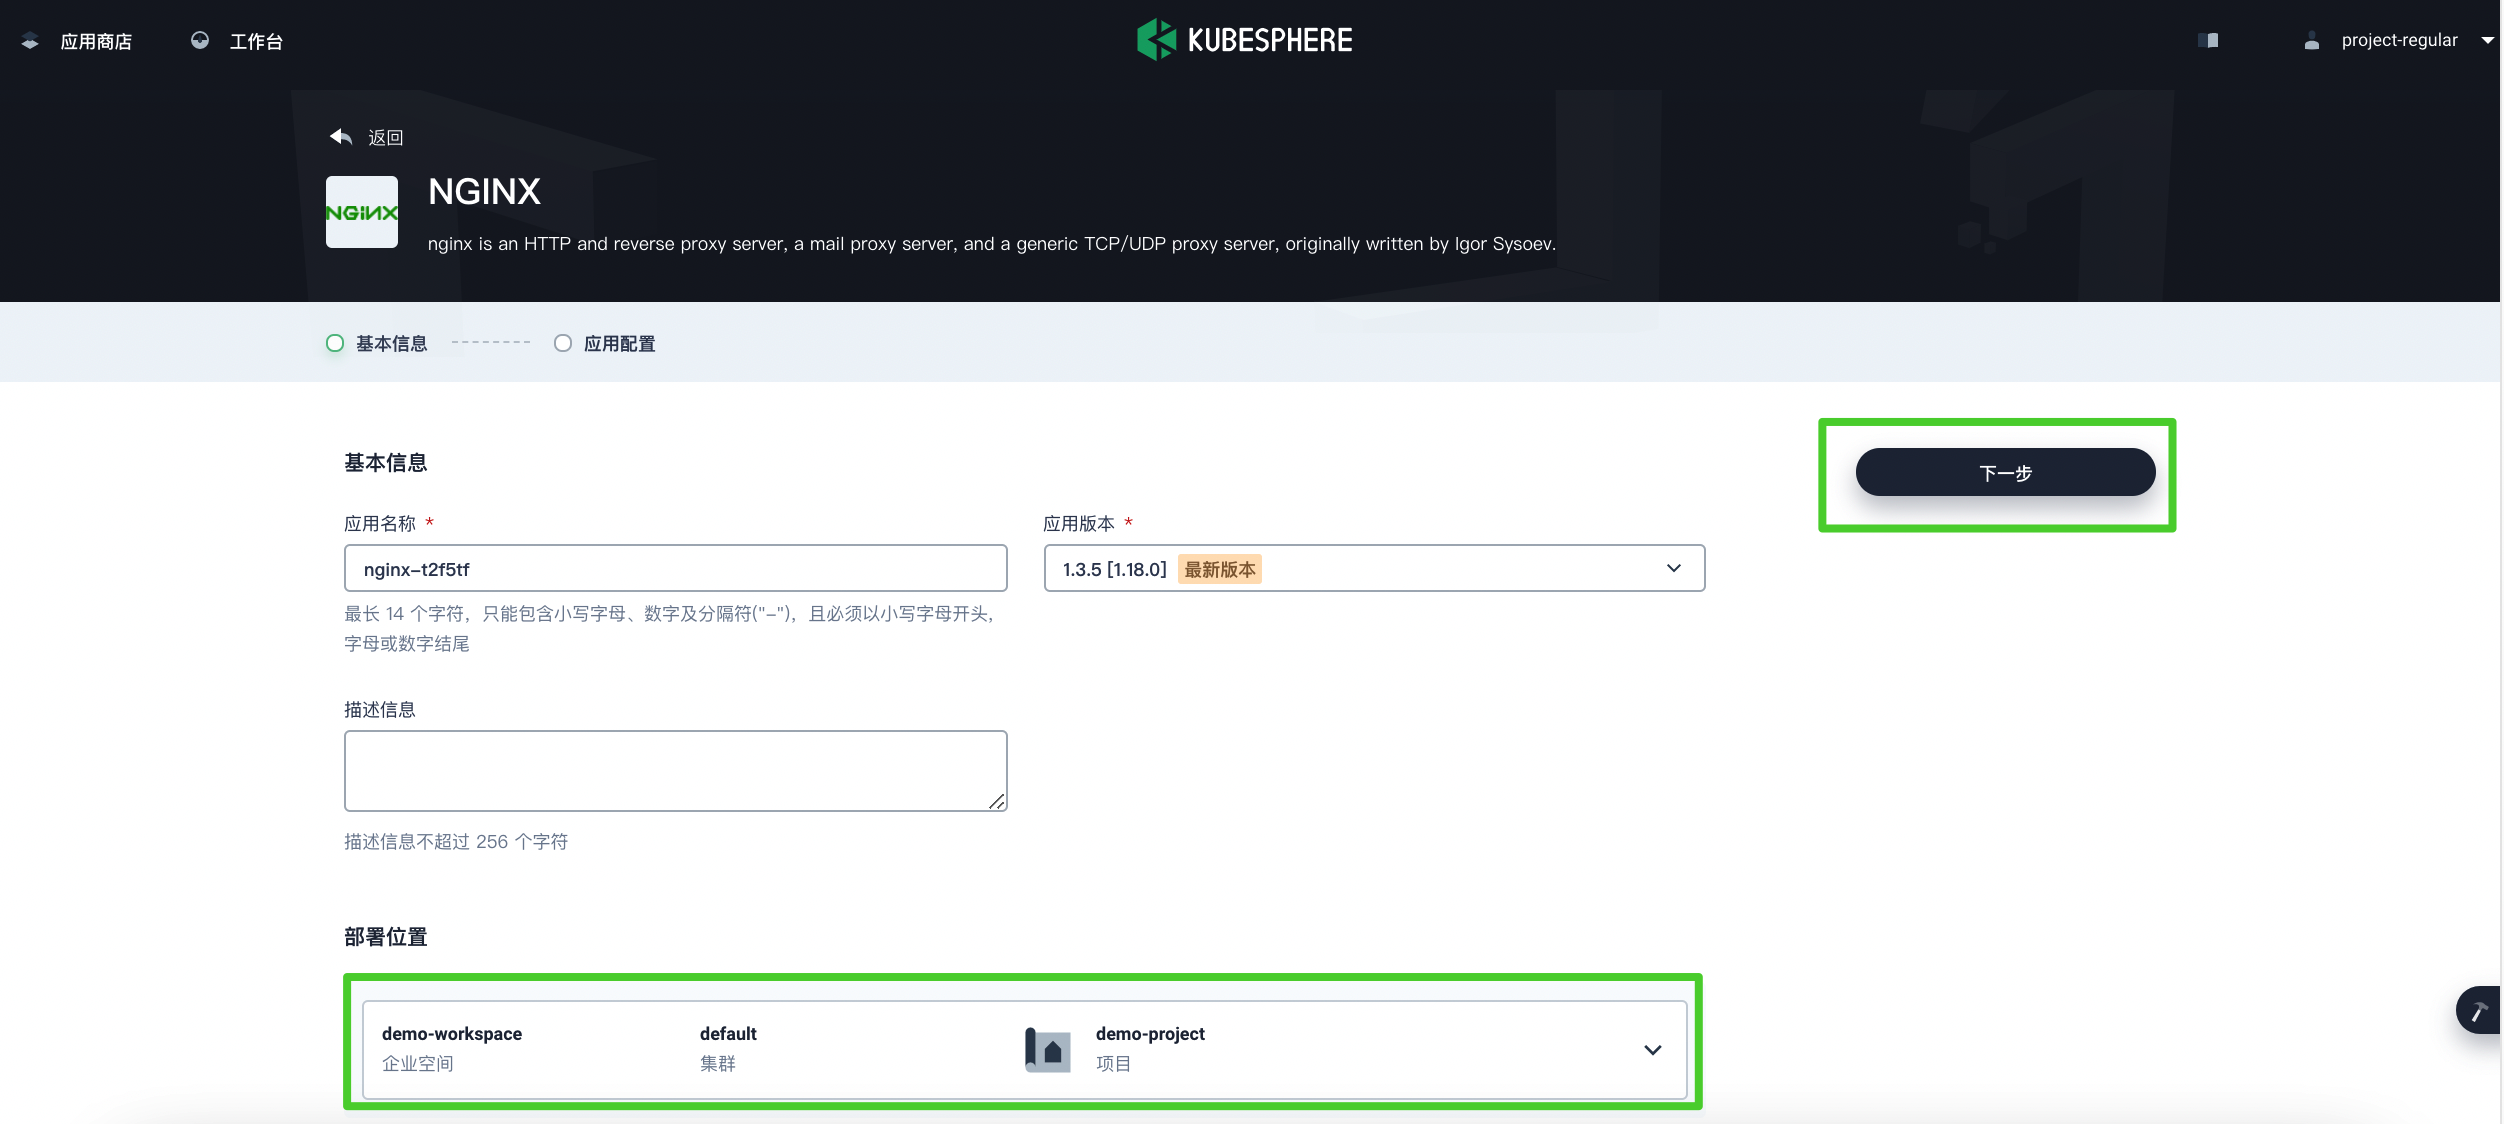 应用商店
工作台
KUBESPHERE
project-regular
返回
NGINX
NGINX
nginx is an HTTP and reverse proxy server, a mail proxy server, and a generic TCP/UDP proxy server, originally written by Igor Sysoev.
基本信息
应用配置
基本信息
下一步
应用名称 *
应用版本 *
nginx-t2f5tf
1.3.5 [1.18.0] 最新版本
最长 14 个字符，只能包含小写字母、数字及分隔符("-")，且必须以小写字母开头，
字母或数字结尾
描述信息
描述信息不超过 256 个字符
部署位置
demo-workspace
企业空间
default
集群
demo-project
项目